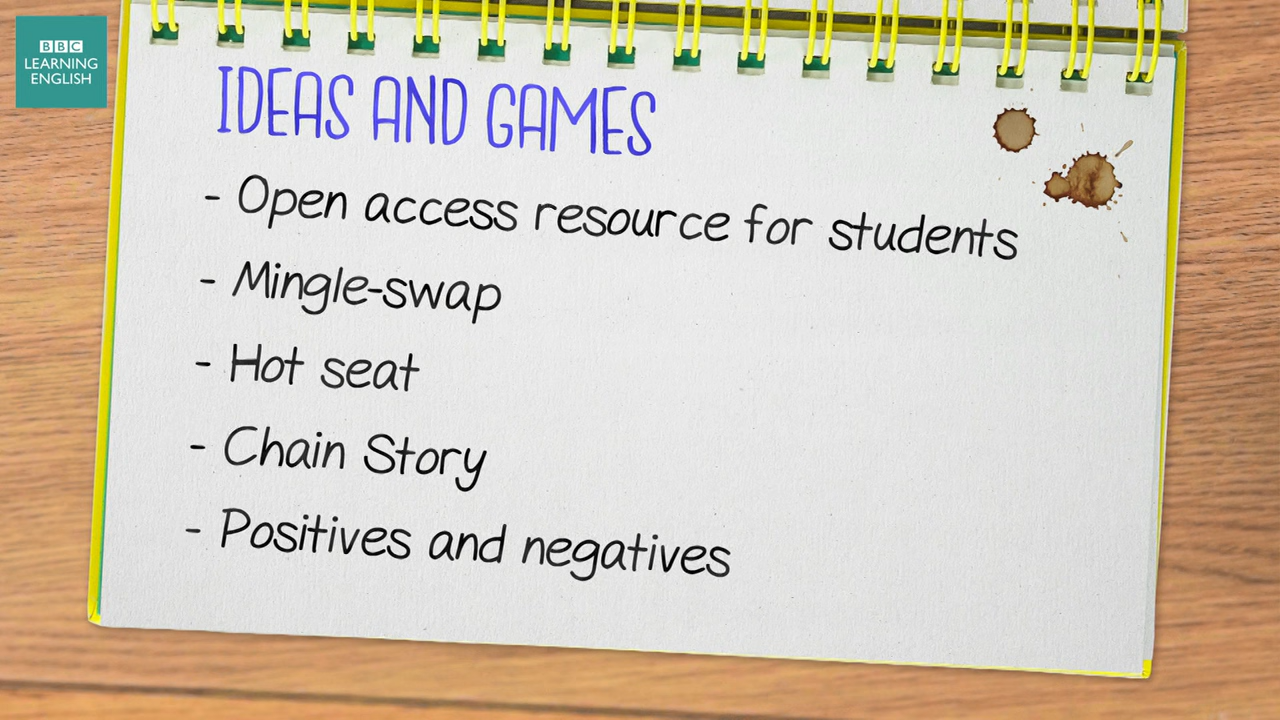 BBC
LEARNING
ENGLISH
IDEAS AND GAMES
- Open access resource for students
- Mingle-swap
- Hot seat
- Chain Story
- Positives and negatives